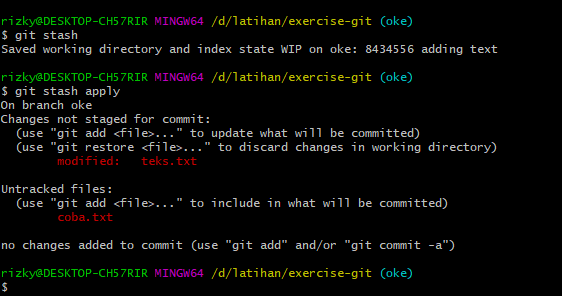 rizky@DESKTOP-CH57RIR MINGW64 /d/latihan/exercise-git (oke)
$ git stash
Saved working directory and index state WIP on oke: 8434556 adding text

rizky@DESKTOP-CH57RIR MINGW64 /d/latihan/exercise-git (oke)
$ git stash apply
On branch oke
Changes not staged for commit:
  (use "git add <file>..." to update what will be committed)
  (use "git restore <file>..." to discard changes in working directory)
        modified:   teks.txt

Untracked files:
  (use "git add <file>..." to include in what will be committed)
        coba.txt

no changes added to commit (use "git add" and/or "git commit -a")

rizky@DESKTOP-CH57RIR MINGW64 /d/latihan/exercise-git (oke)
$